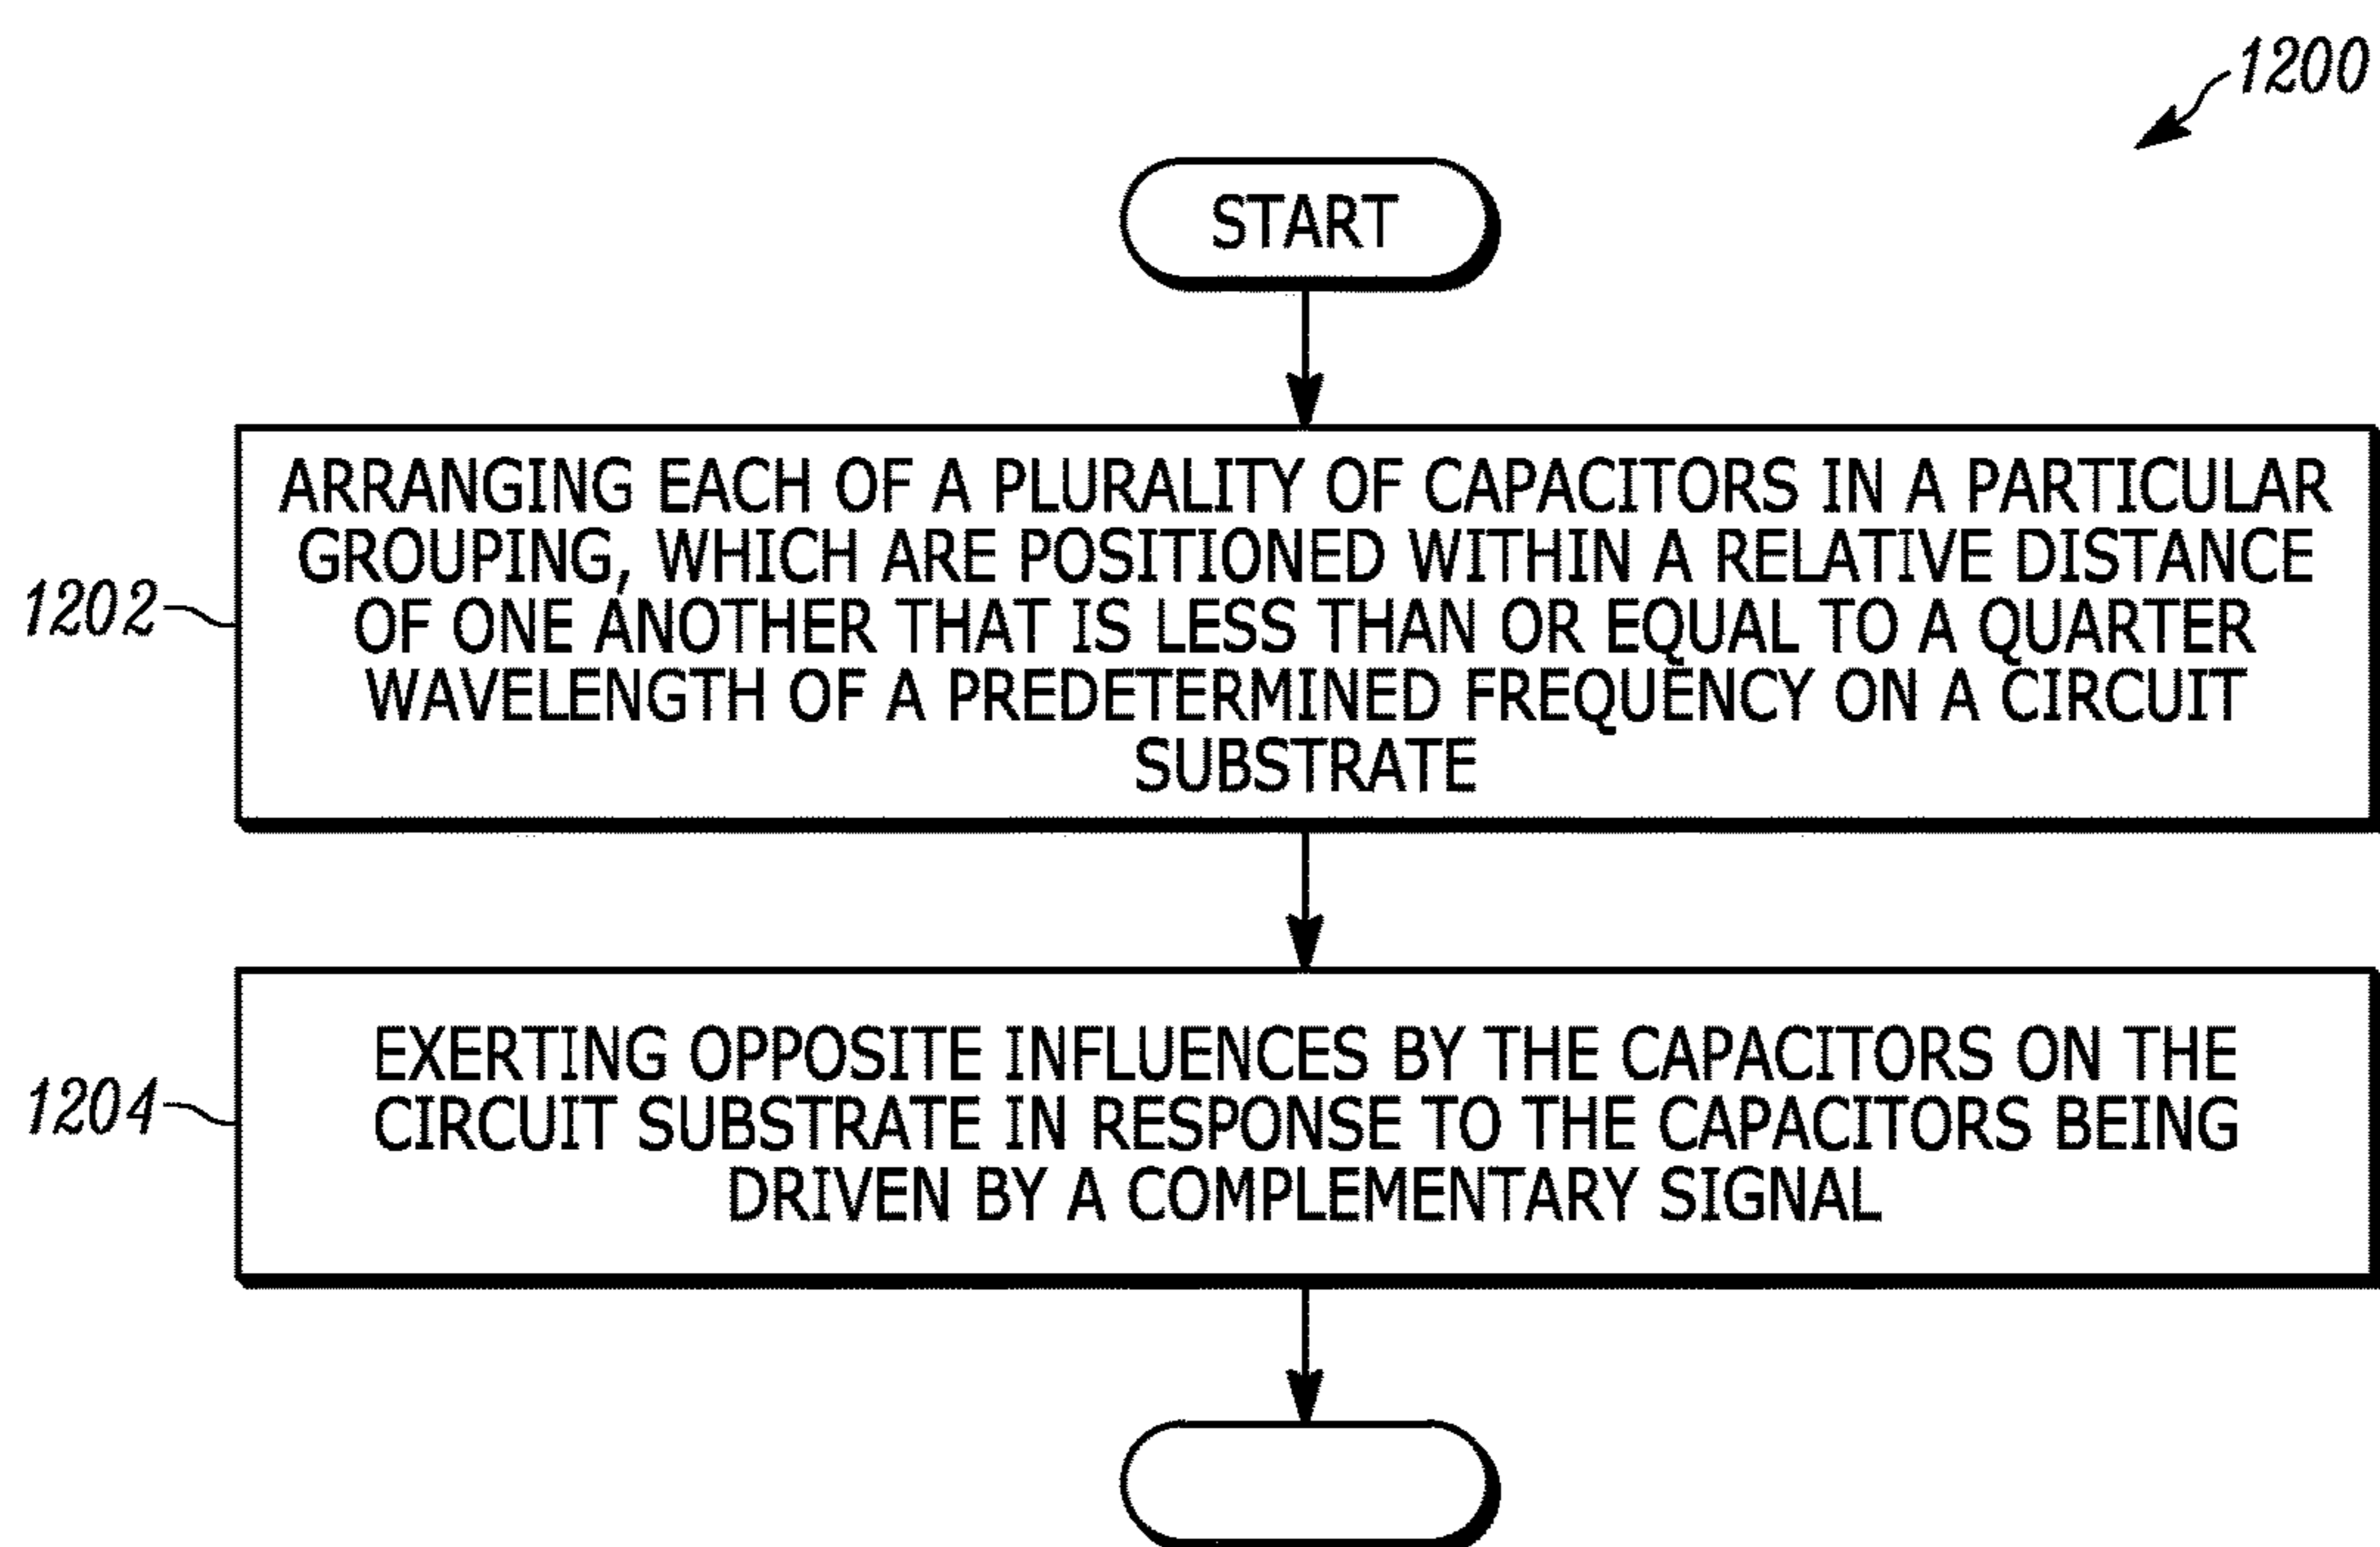 1200
START
ARRANGING EACH OF A PLURALITY OF CAPACITORS IN A PARTICULAR
GROUPING, WHICH ARE POSITIONED WITHIN A RELATIVE DISTANCE
1202
OF ONE ANOTHER THAT IS LESS THAN OR EQUAL TO A QUARTER
WAVELENGTH OF A PREDETERMINED FREQUENCY ON A CIRCUIT
SUBSTRATE
EXERTING OPPOSITE INFLUENCES BY THE CAPACITORS ON THE
1204
CIRCUIT SUBSTRATE IN RESPONSE TO THE CAPACITORS BEING
DRIVEN BY A COMPLEMENTARY SIGNAL